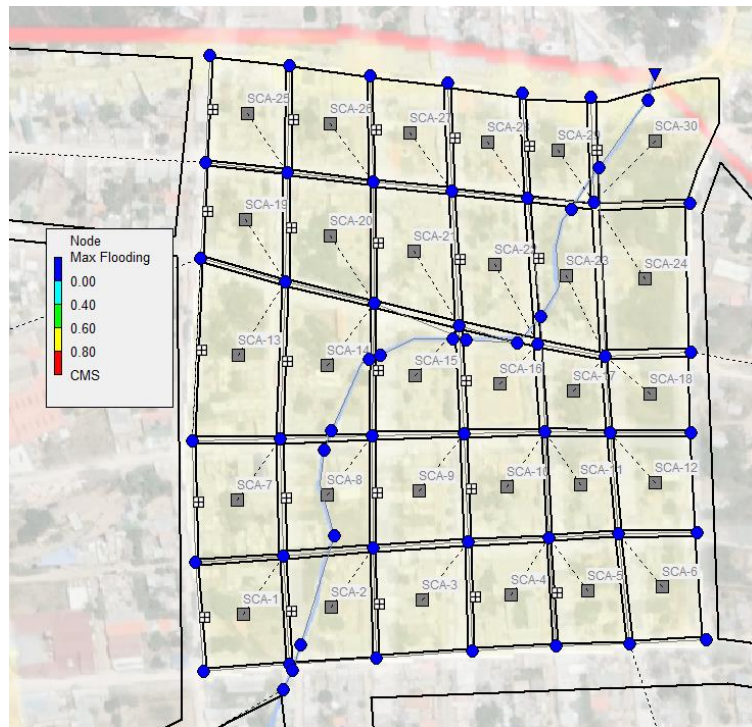 SCA-25
SCA-26
SCA-27
SCA-28
SCA-29
SCA-30
SCA-19
SCA-20
SCA-21
SCA-22
SCA-23
SCA-24
Node
Max Flooding
0.00
0.40
0.60
0.80
CMS
SCA-13
SCA-14
SCA-15
SCA-16
SCA-17
SCA-18
SCA-7
SCA-8
SCA-9
SCA-10
SCA-11
SCA-12
SCA-1
SCA-2
SCA-3
SCA-4
SCA-5
SCA-6